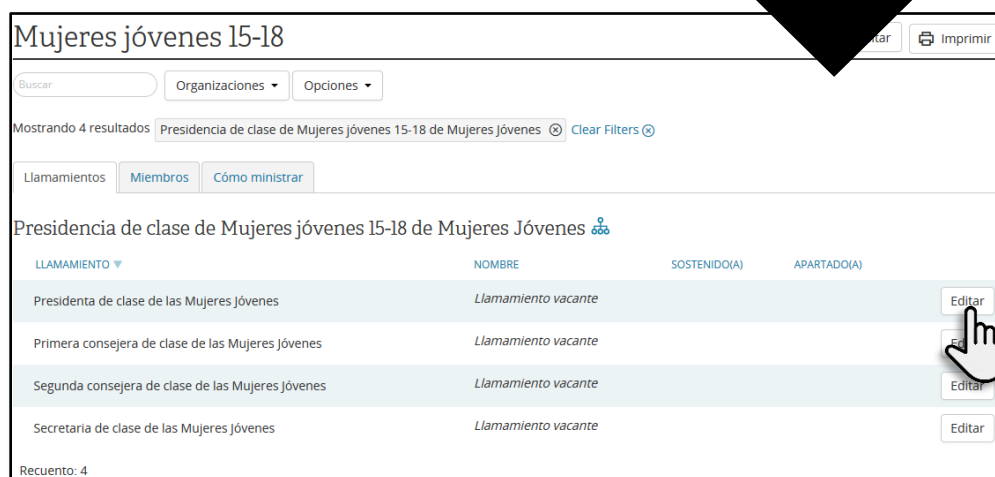 Mujeres jóvenes 15-18
Imprimir
Buscar
Organizaciones
Opciones
Mostrando 4 resultados Presidencia de clase de Mujeres jóvenes 15-18 de Mujeres Jóvenes Clear Filters
Llamamientos Miembros Cómo ministrar
Presidencia de clase de Mujeres jóvenes 15-18 de Mujeres Jóvenes
LLAMAMIENTO NOMBRE SOSTENIDO(A) APARTADO(A)
Presidenta de clase de las Mujeres Jóvenes Llamamiento vacante Editar
Primera consejera de clase de las Mujeres Jóvenes Llamamiento vacante
Segunda consejera de clase de las Mujeres Jóvenes Llamamiento vacante Editar
Secretaria de clase de las Mujeres Jóvenes Llamamiento vacante Editar
Recuento: 4